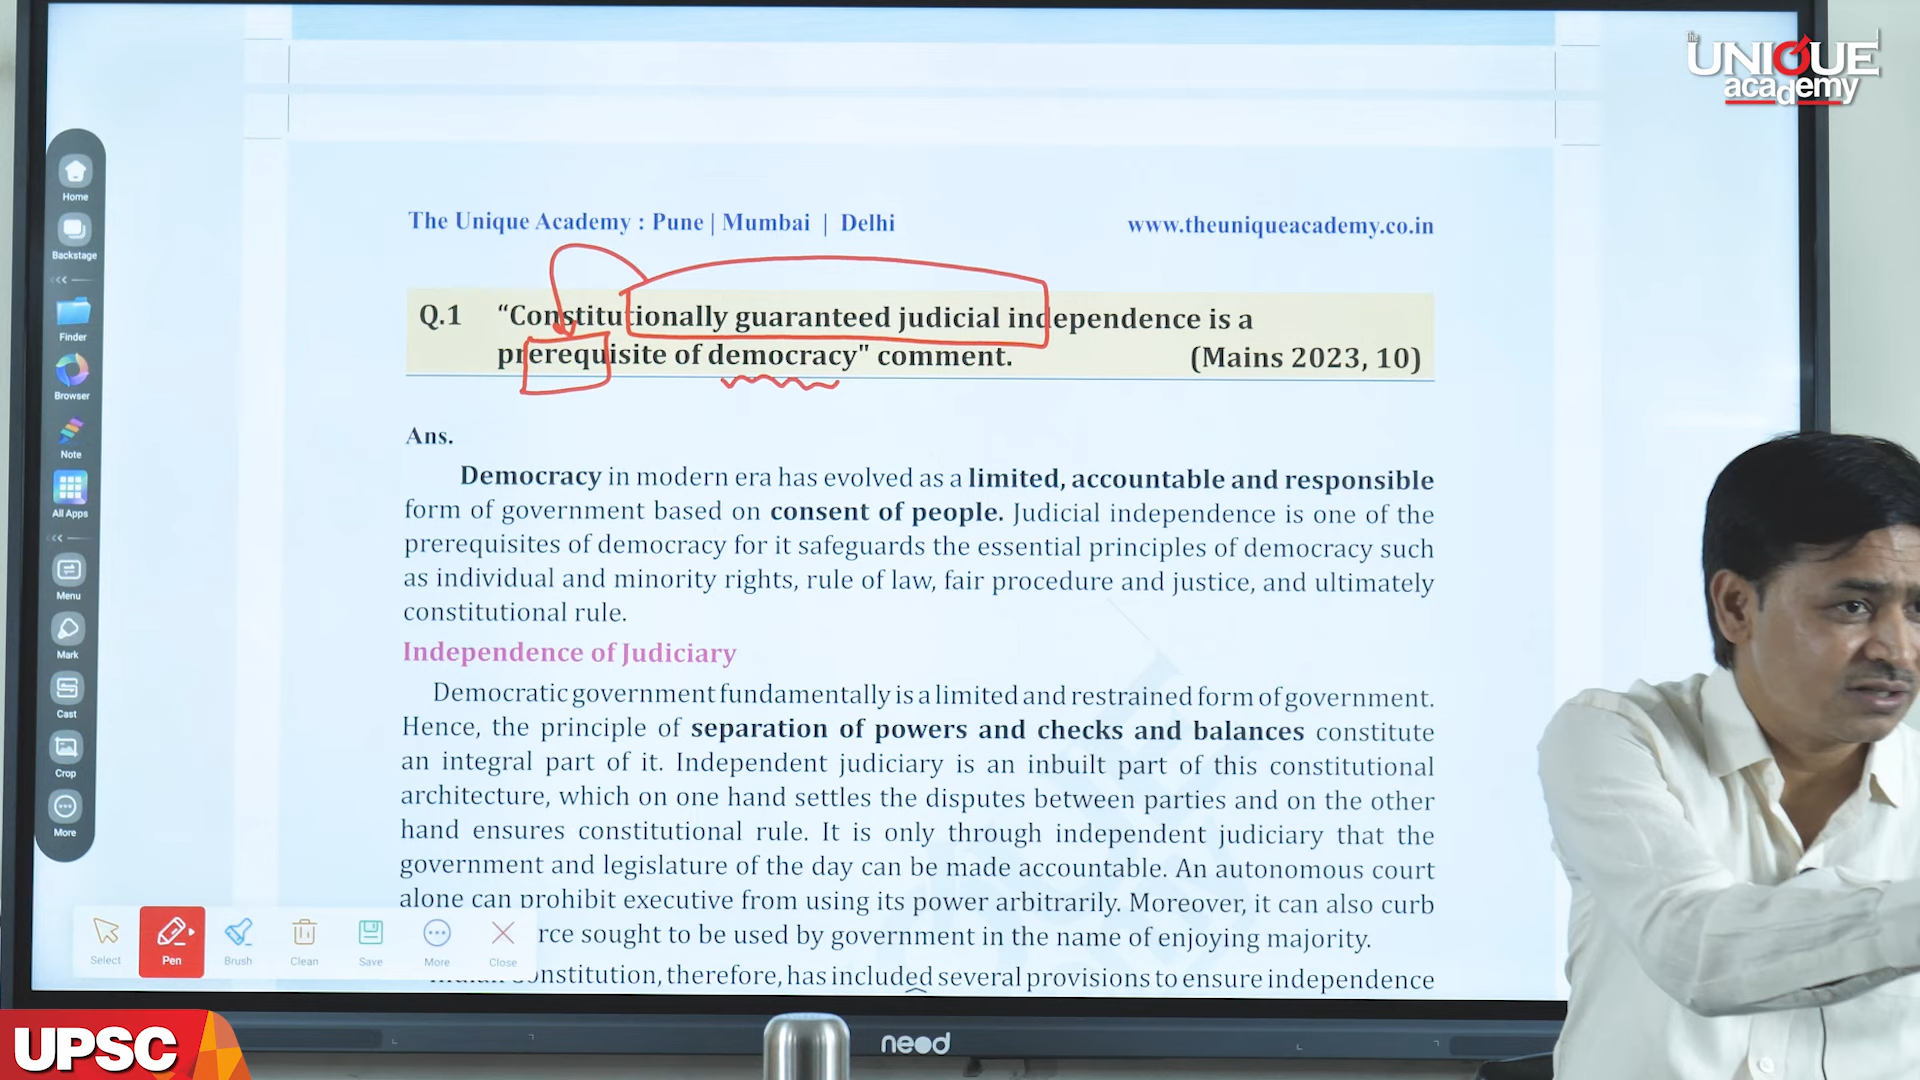 The
UNIQUE
academy
Home
Backstage
Finder
Browser
Note
All Apps
Menu
Mark
Cast
Crop
More
The Unique Academy : Pune | Mumbai | Delhi
www.theuniqueacademy.co.in
Q.1 “Constitutionally guaranteed judicial independence is a
prerequisite of democracy" comment. (Mains 2023, 10)
Ans.
Democracy in modern era has evolved as a limited, accountable and responsible
form of government based on consent of people. Judicial independence is one of the
prerequisites of democracy for it safeguards the essential principles of democracy such
as individual and minority rights, rule of law, fair procedure and justice, and ultimately
constitutional rule.
Independence of Judiciary
Democratic government fundamentally is a limited and restrained form of government.
Hence, the principle of separation of powers and checks and balances constitute
an integral part of it. Independent judiciary is an inbuilt part of this constitutional
architecture, which on one hand settles the disputes between parties and on the other
hand ensures constitutional rule. It is only through independent judiciary that the
government and legislature of the day can be made accountable. An autonomous court
alone can prohibit executive from using its power arbitrarily. Moreover, it can also curb
rce sought to be used by government in the name of enjoying majority.
onstitution, therefore, has included several provisions to ensure independence
Select
Pen
Brush
Clean
Save
More
Close
UPSC
neod